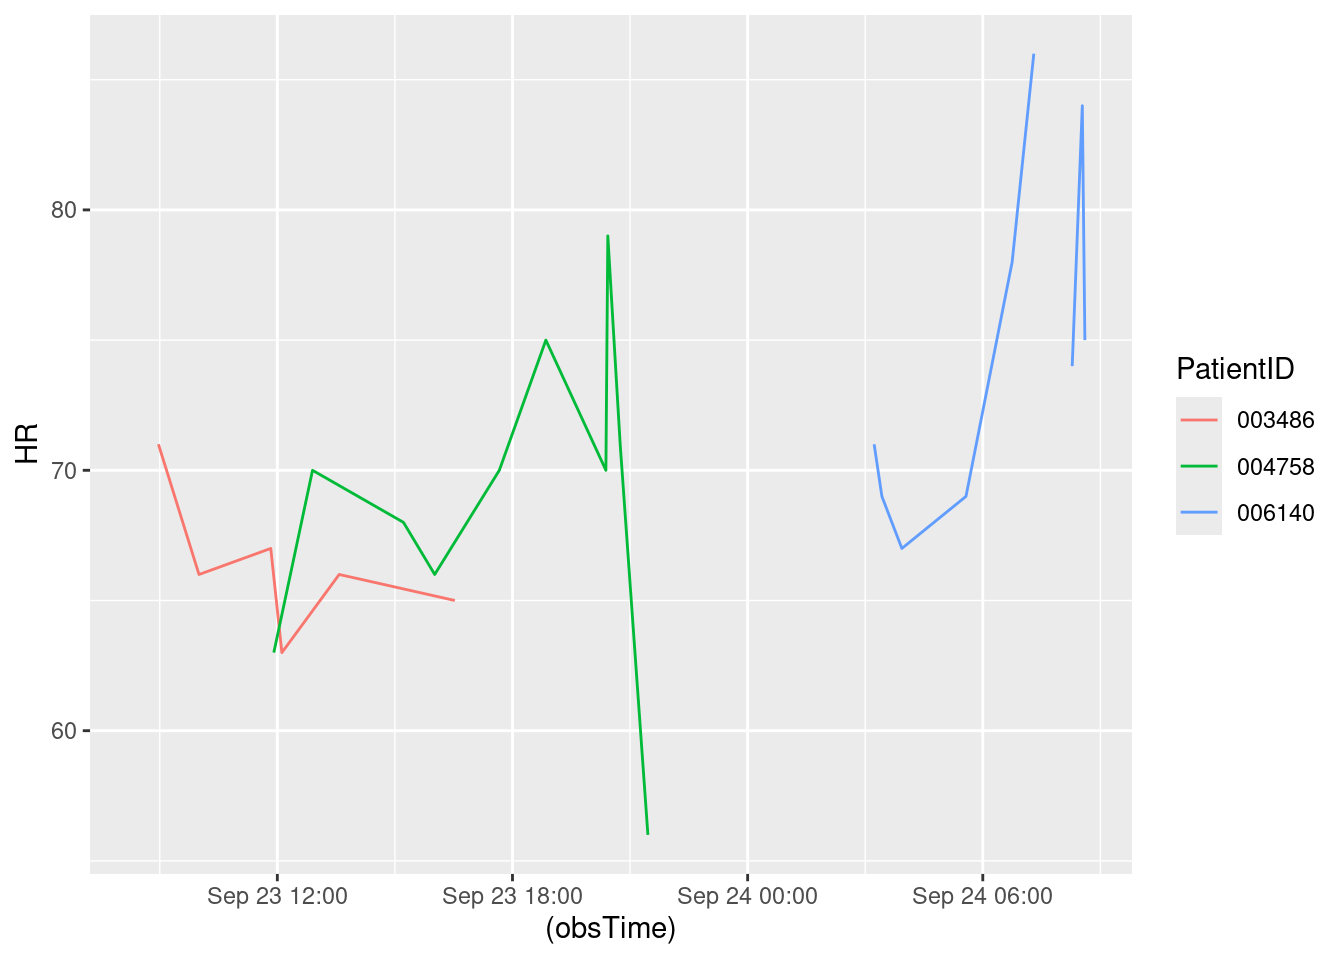 80
70
60
HR
Sep 23 12:00
Sep 23 18:00
Sep 24 00:00
Sep 24 06:00
(obsTime)
PatientID
003486
004758
006140